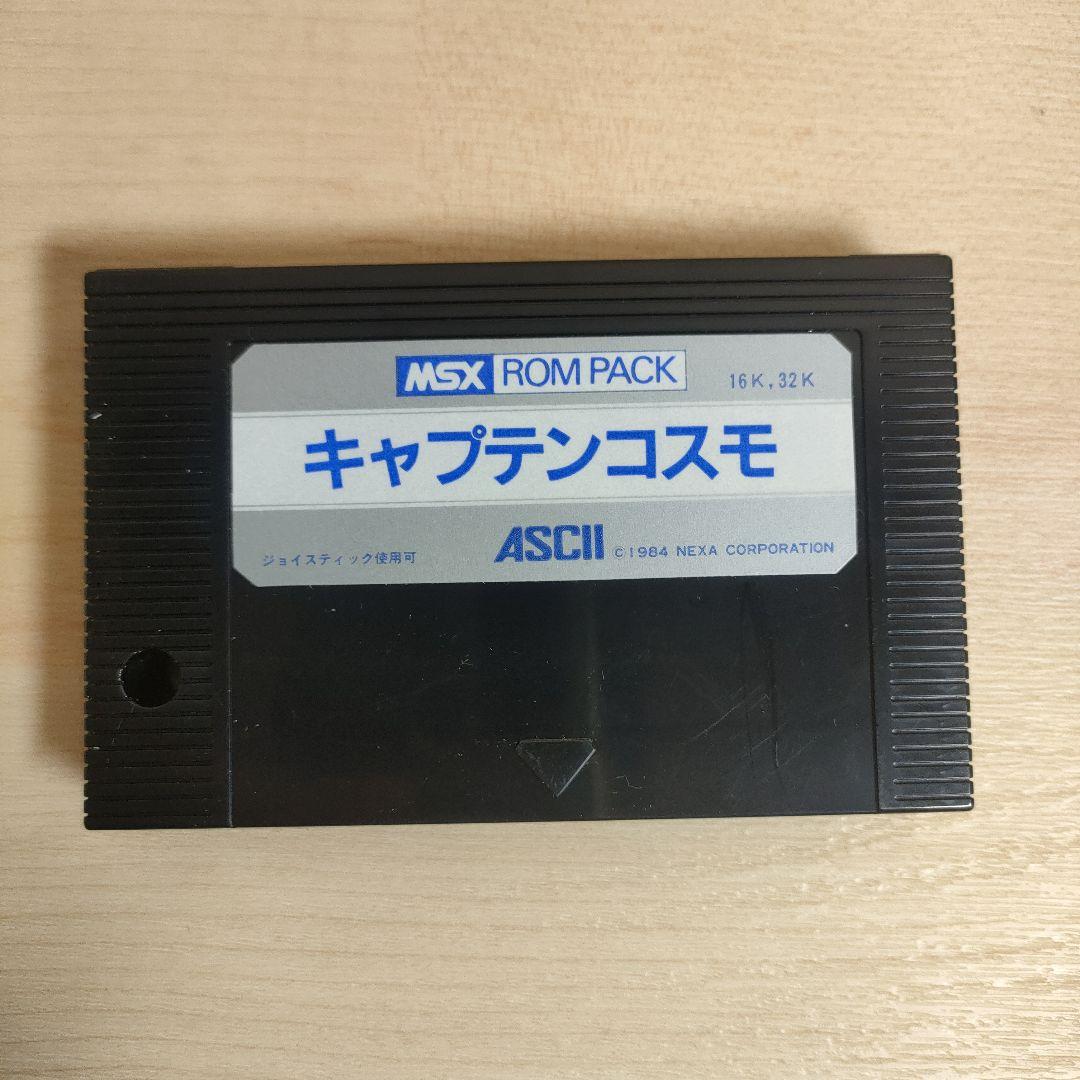 MSX ROM PACK
16K, 32K
キャプテンコスモ
ジョイスティック使用可
ASCII ©1984 NEXA CORPORATION